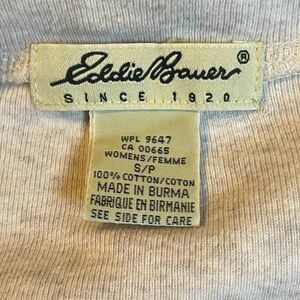 Eddie Bauer®
SINCE 1920
WPL 9647
CA 00665
WOMENS/FEMME
S/P
100% COTTON/COTON
MADE IN BURMA
FABRIQUE EN BIRMANIE
SEE SIDE FOR CARE